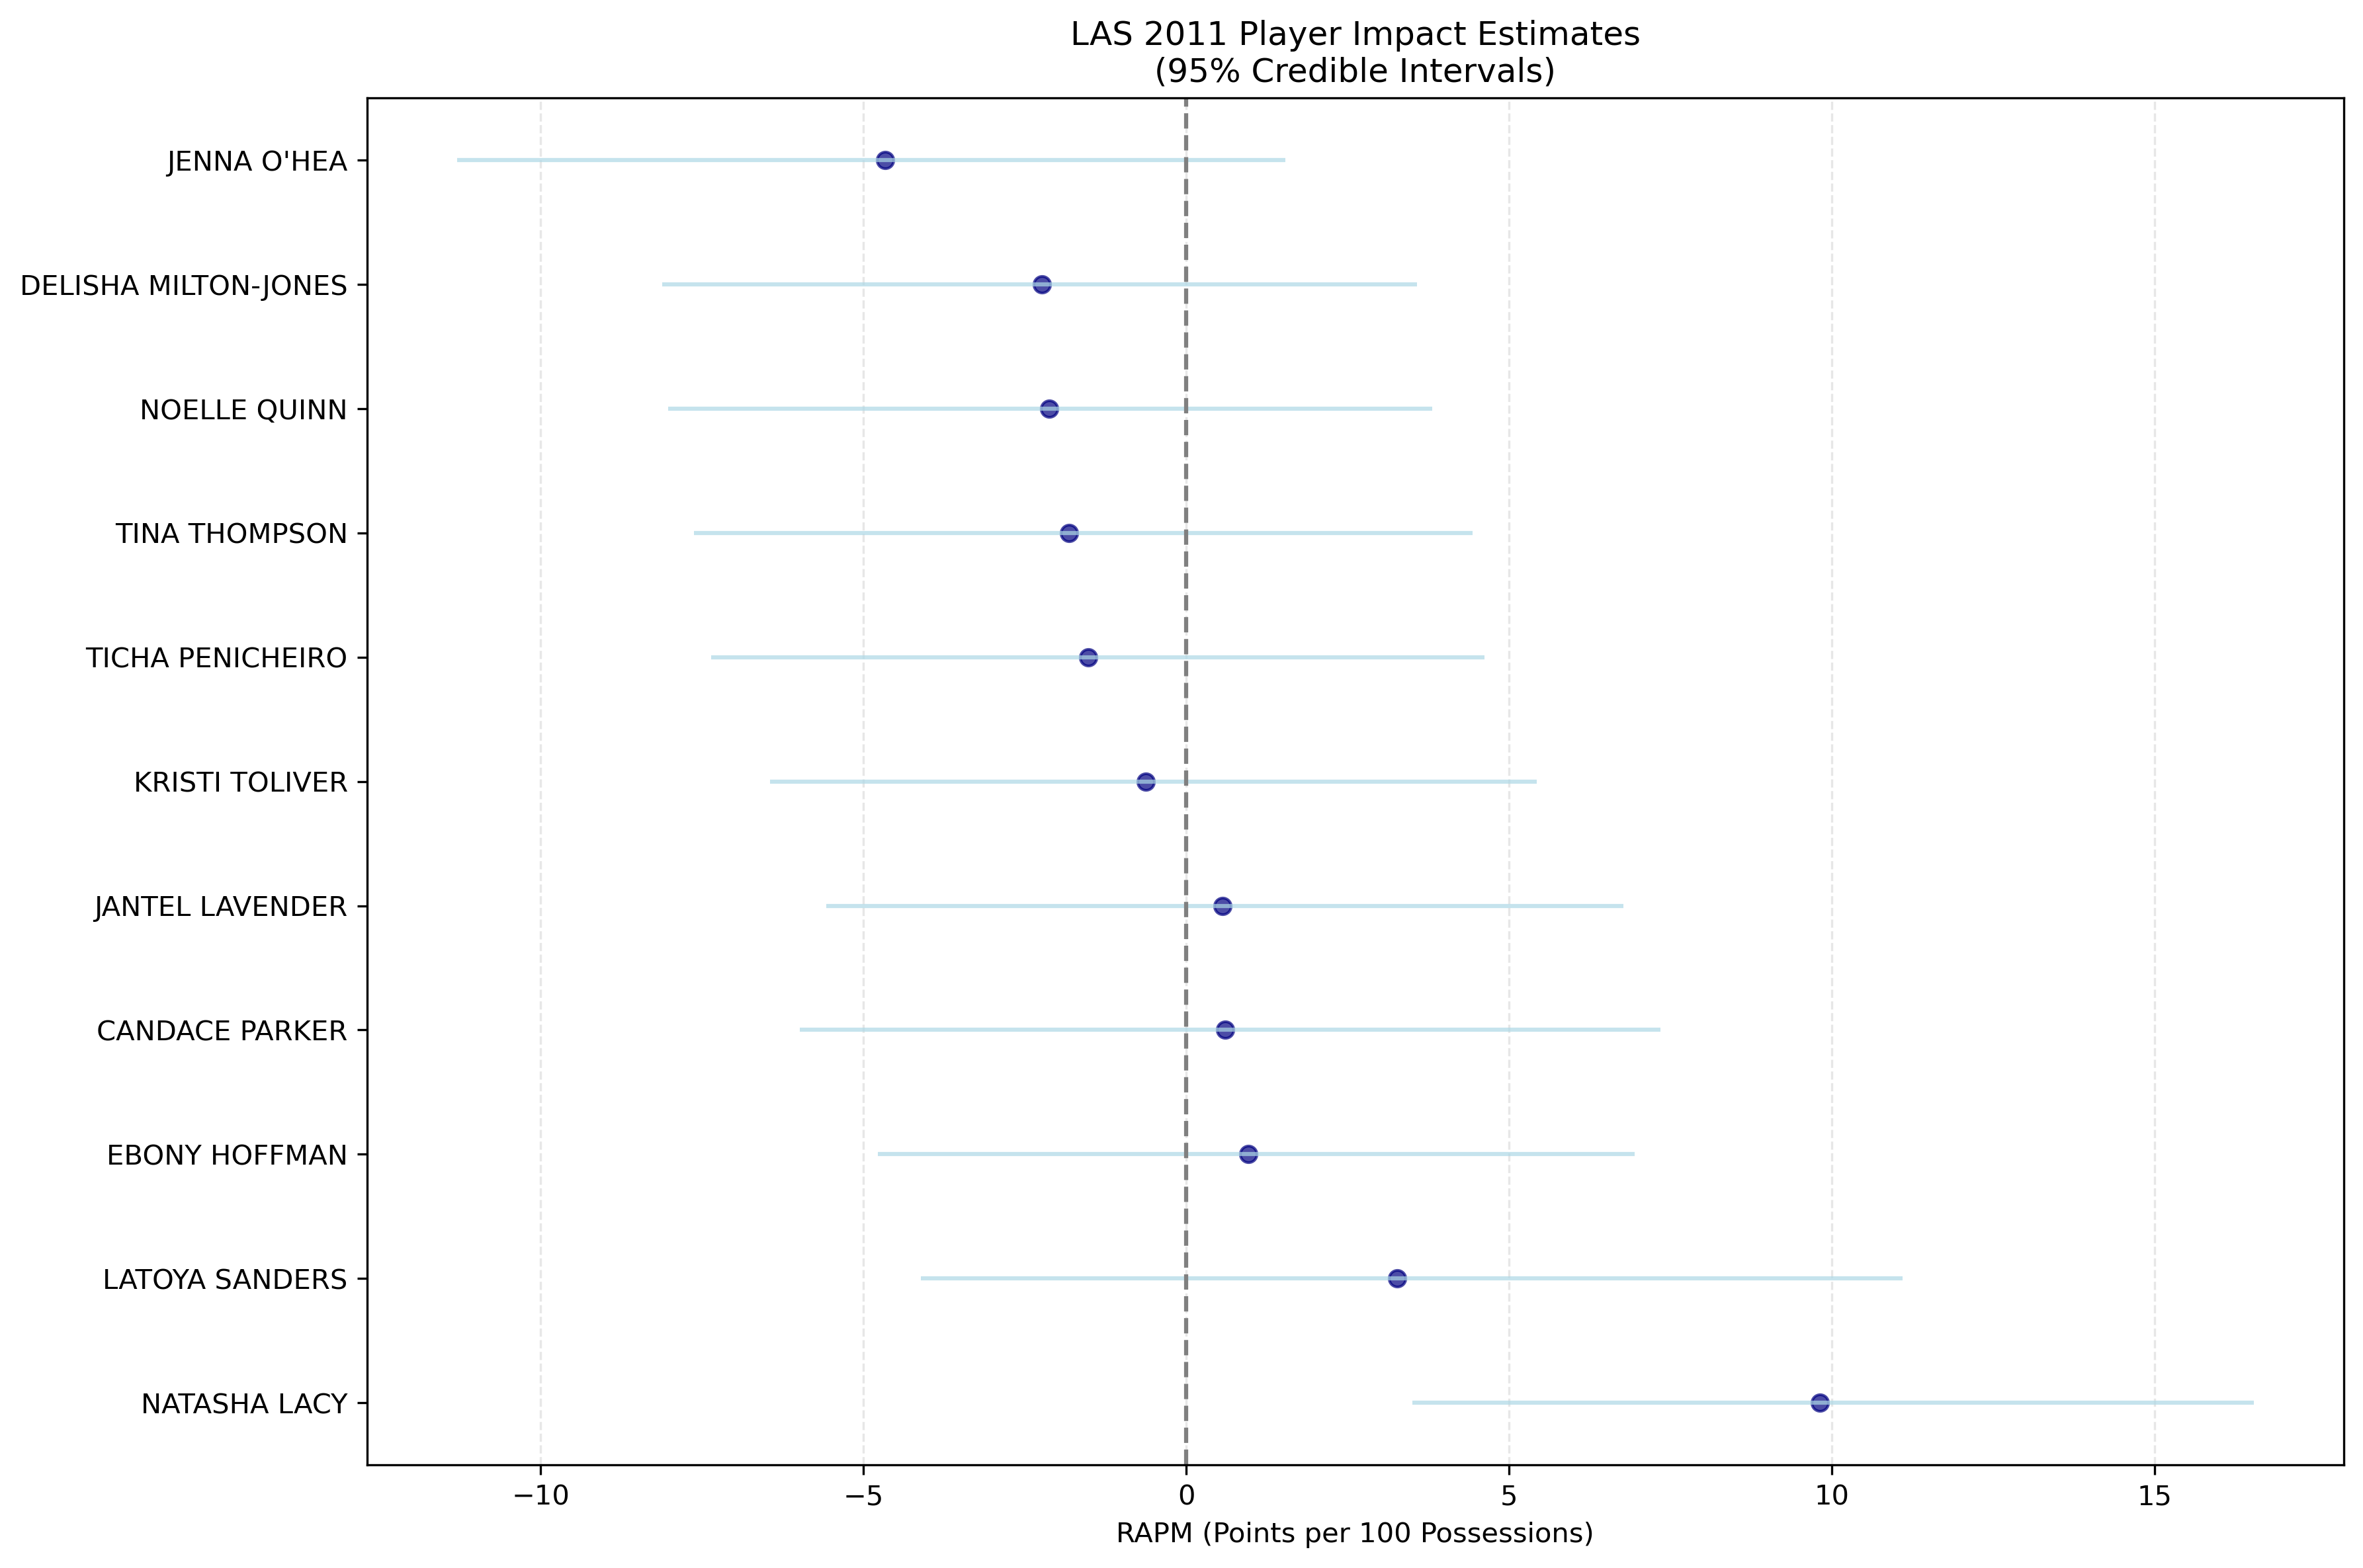 LAS 2011 Player Impact Estimates
(95% Credible Intervals)
JENNA O'HEA
DELISHA MILTON-JONES
NOELLE QUINN
TINA THOMPSON
TICHA PENICHEIRO
KRISTI TOLIVER
JANTEL LAVENDER
CANDACE PARKER
EBONY HOFFMAN
LATOYA SANDERS
NATASHA LACY
−10 −5 0 5 10 15
RAPM (Points per 100 Possessions)